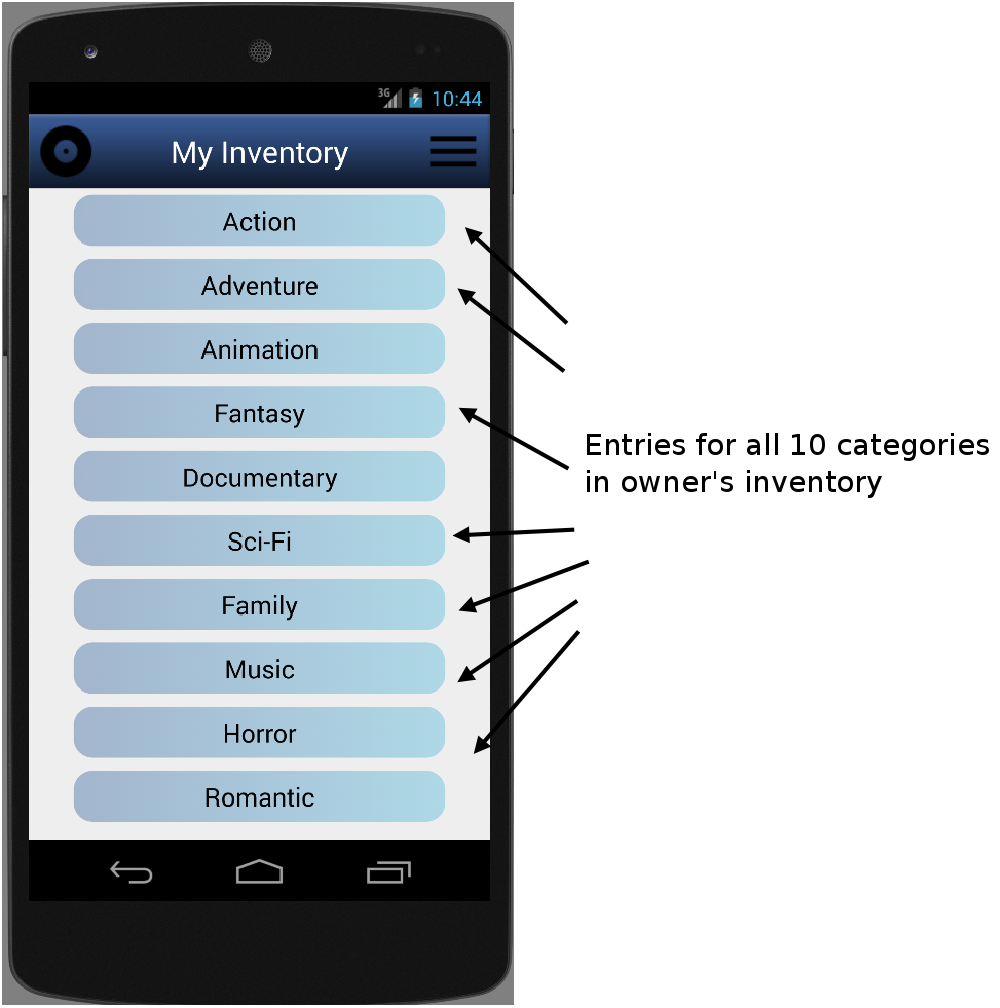 3G 10:44
My Inventory
Action
Adventure
Animation
Fantasy
Documentary
Sci-Fi
Family
Music
Horror
Romantic
Entries for all 10 categories
in owner's inventory